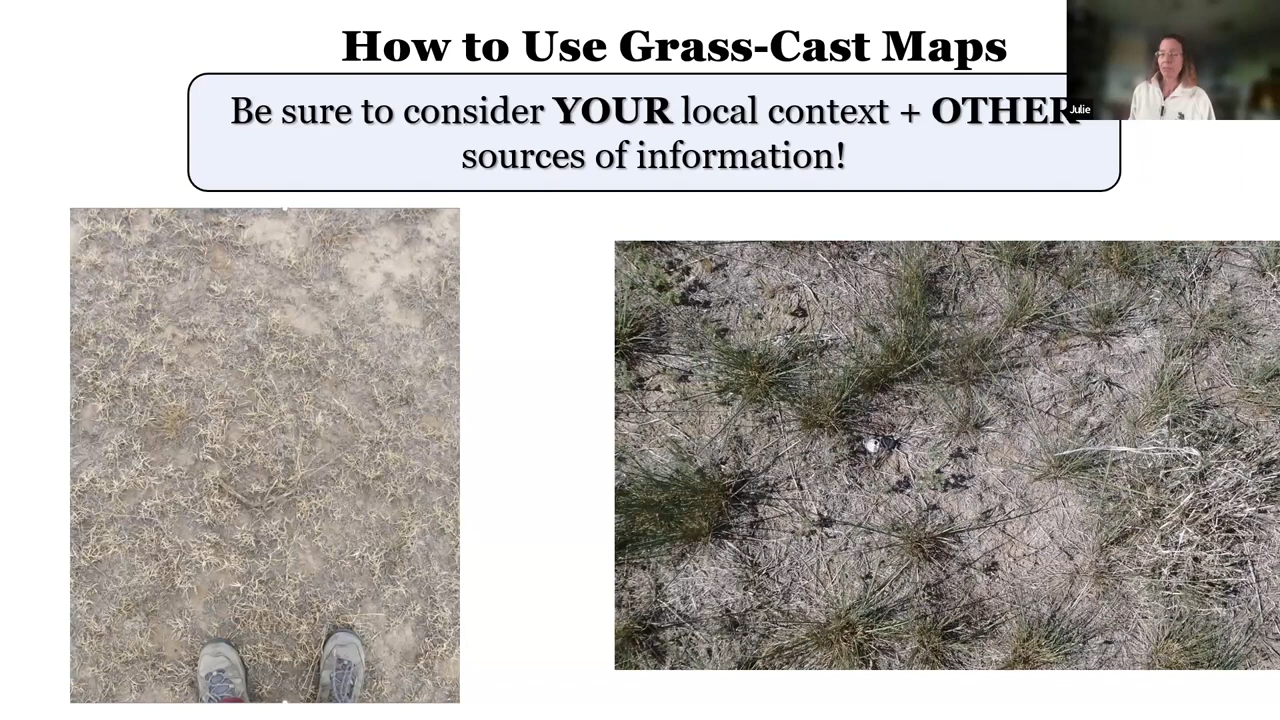 How to Use Grass-Cast Maps
Be sure to consider YOUR local context + OTHER
sources of information!
Julie